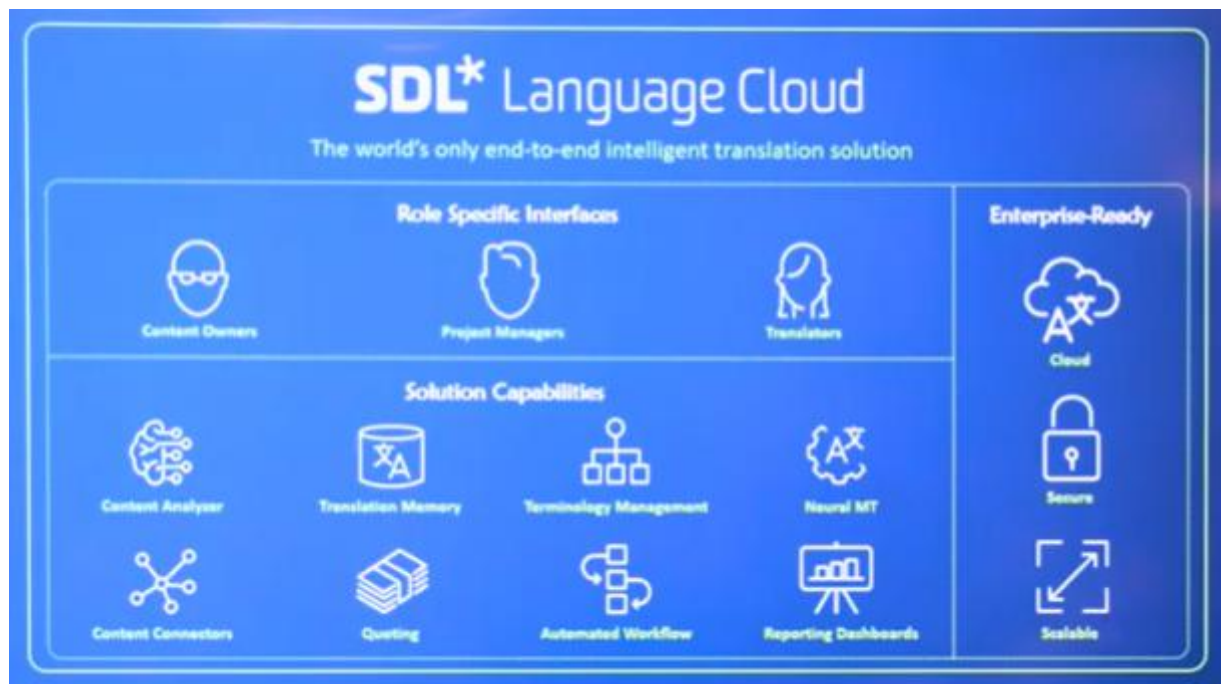 SDL* Language Cloud
The world's only end-to-end intelligent translation solution
Role Specific Interfaces
Content Owners
Project Managers
Translators
Solution Capabilities
Content Analyzer
Translation Memory
Terminology Management
Neural MT
Content Connectors
Quoting
Automated Workflow
Reporting Dashboards
Enterprise-Ready
Cloud
Secure
Scalable